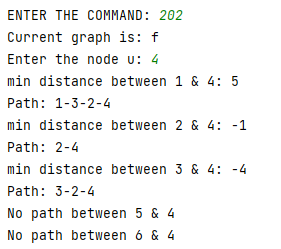 ENTER THE COMMAND: 202
Current graph is: f
Enter the node u: 4
min distance between 1 & 4: 5
Path: 1-3-2-4
min distance between 2 & 4: -1
Path: 2-4
min distance between 3 & 4: -4
Path: 3-2-4
No path between 5 & 4
No path between 6 & 4